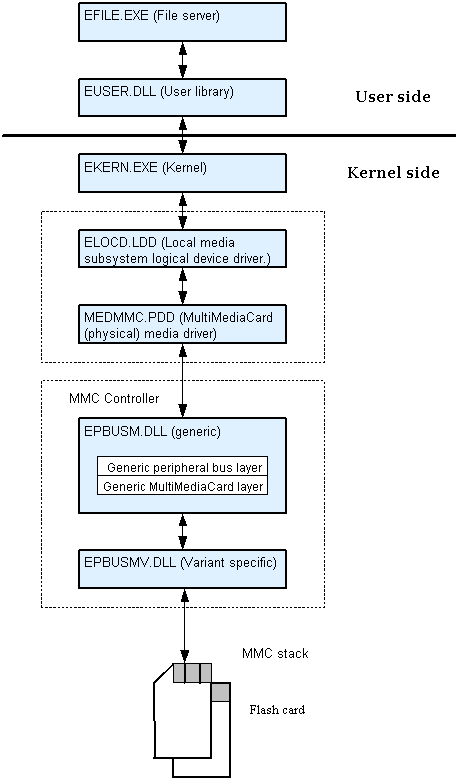 EFILE.EXE (File server)
EUSER.DLL (User library)
User side
EKERN.EXE (Kernel)
Kernel side
ELOCD.LDD (Local media
subsystem logical device driver.)
MEDMMC.PDD (MultiMediaCard
(physical) media driver)
MMC Controller
EPBUSM.DLL (generic)
Generic peripheral bus layer
Generic MultiMediaCard layer
EPBUSMV.DLL (Variant specific)
MMC stack
Flash card